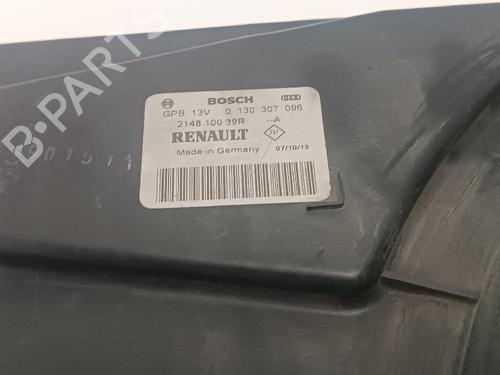 B-PARTS
BOSCH
GPB 13V 0 130 307 096
2148 100 39R --A
RENAULT
Made in Germany 07/10/13